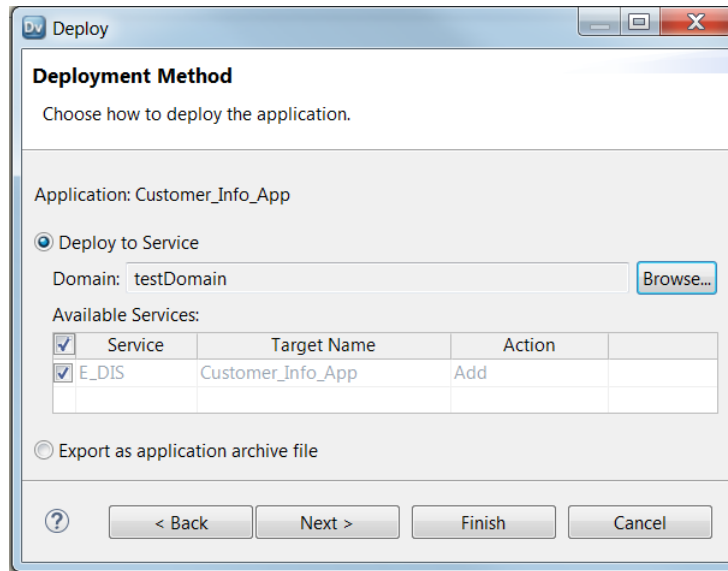 Dv Deploy
Deployment Method
Choose how to deploy the application.
Application: Customer_Info_App
Deploy to Service
Domain: testDomain Browse...
Available Services:
Service Target Name Action
E_DIS Customer_Info_App Add
Export as application archive file
? < Back Next > Finish Cancel